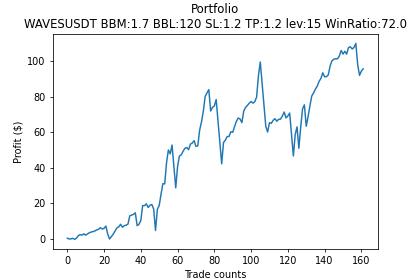 Portfolio
WAVESUSDT BBM:1.7 BBL:120 SL:1.2 TP:1.2 lev:15 WinRatio:72.0
100
80
60
40
20
0
Profit ($)
0 20 40 60 80 100 120 140 160
Trade counts